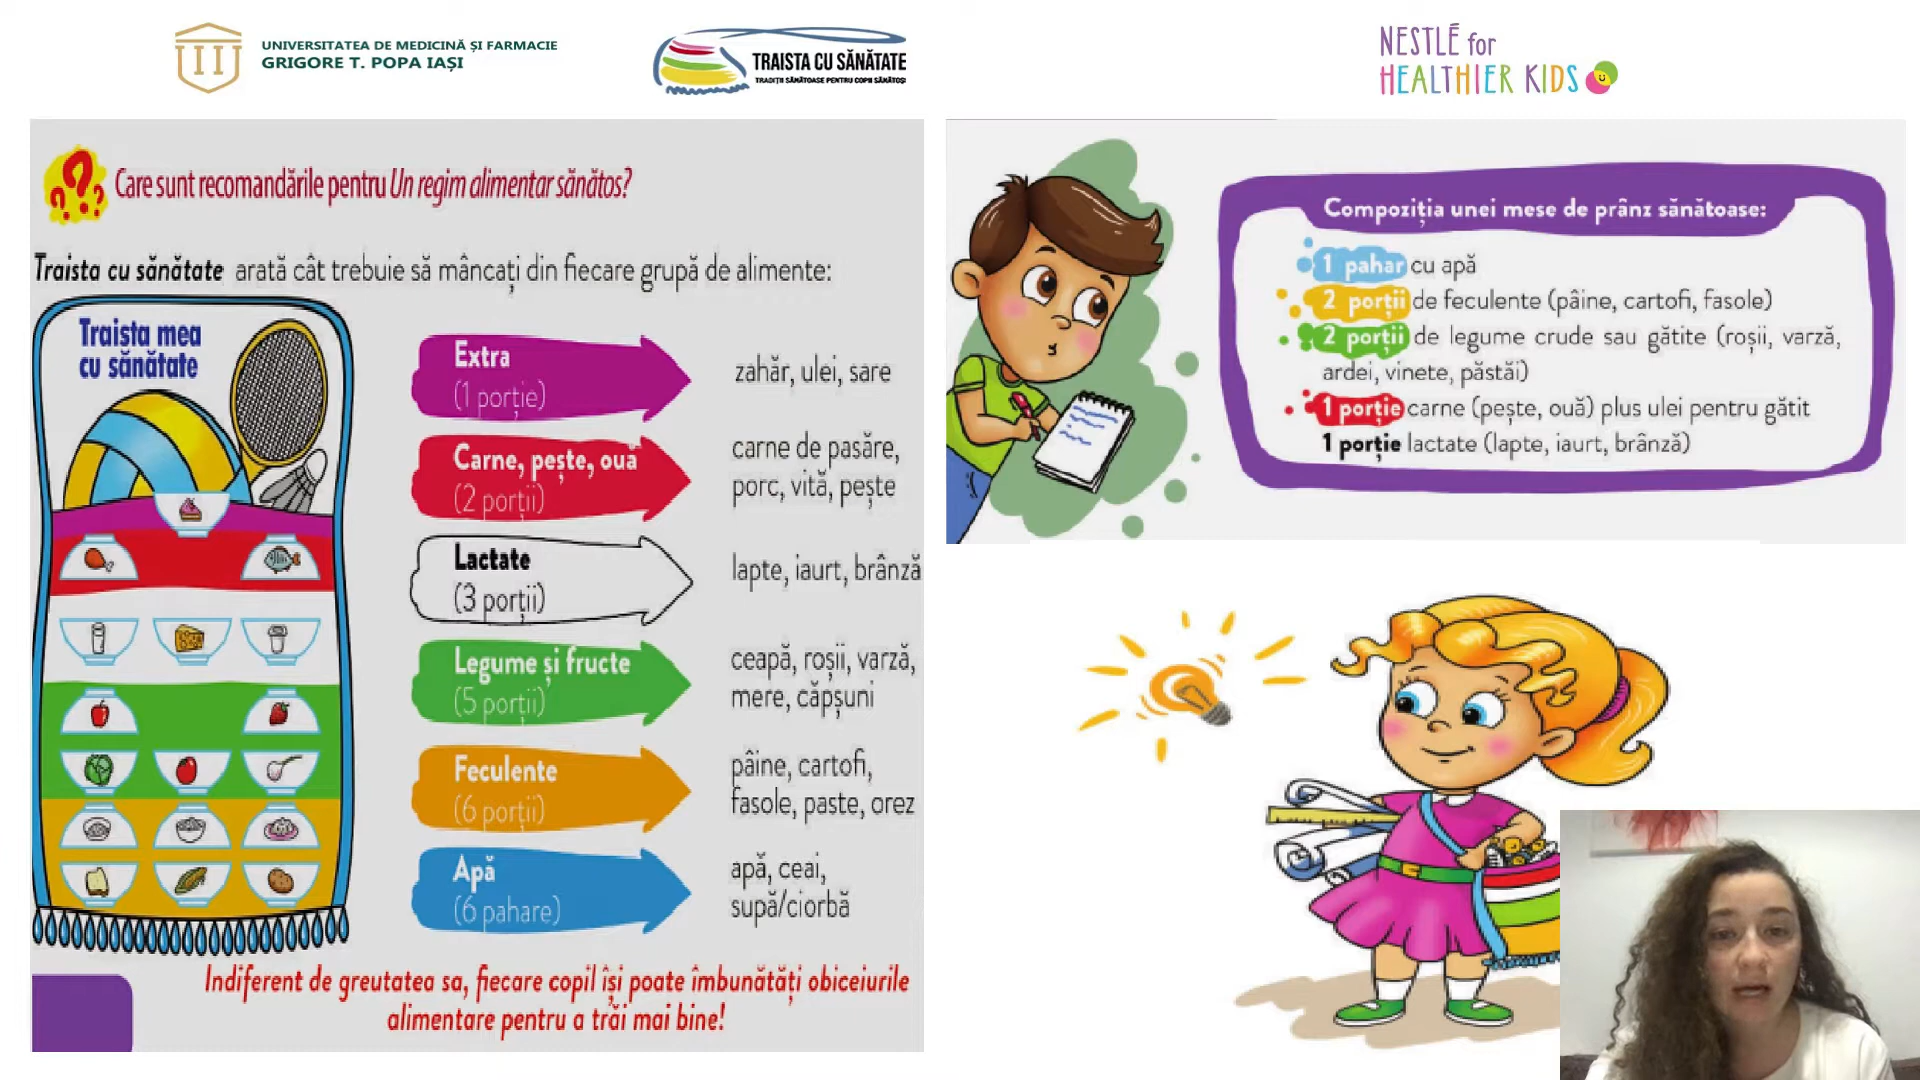 UNIVERSITATEA DE MEDICINĂ ȘI FARMACIE
GRIGORE T. POPA IAȘI
TRAISTA CU SĂNĂTATE
TRADIȚII SĂNĂTOASE PENTRU COPII SĂNĂTOȘI
NESTLÉ for
HEALTHIER KIDS
Care sunt recomandările pentru Un regim alimentar sănătos?
Traista cu sănătate arată cât trebuie să mâncați din fiecare grupă de alimente:
Traista mea
cu sănătate
Extra
(1 porție)
zahăr, ulei, sare
Carne, pește, ouă
(2 porții)
carne de pasăre,
porc, vită, pește
Lactate
(3 porții)
lapte, iaurt, brânză
Legume și fructe
(5 porții)
ceapă, roșii, varză,
mere, căpșuni
Feculente
(6 porții)
pâine, cartofi,
fasole, paste, orez
Apă
(6 pahare)
apă, ceai,
supă/ciorbă
Indiferent de greutatea sa, fiecare copil își poate îmbunătăți obiceiurile
alimentare pentru a trăi mai bine!
Compoziția unei mese de prânz sănătoase:
1 pahar cu apă
2 porții de feculente (pâine, cartofi, fasole)
2 porții de legume crude sau gătite (roșii, varză,
ardei, vinete, păstăi)
1 porție carne (pește, ouă) plus ulei pentru gătit
1 porție lactate (lapte, iaurt, brânză)